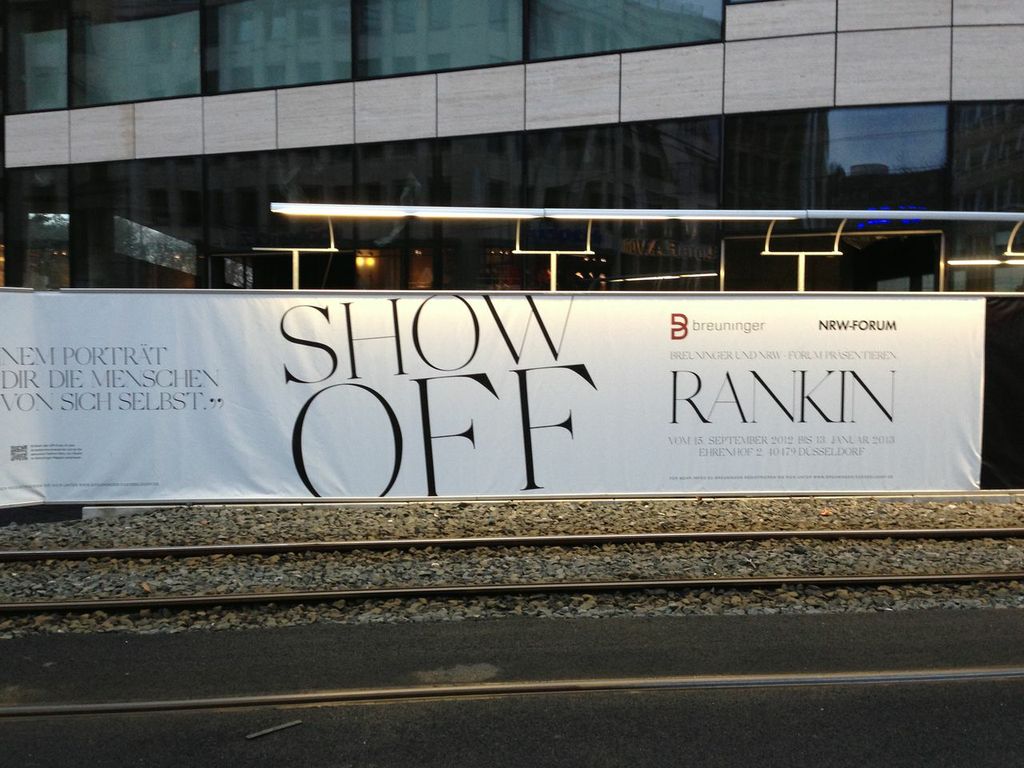 NEM PORTRÄT
DIR DIE MENSCHEN
VON SICH SELBST.”
SHOW
OFF
breuninger
NRW-FORUM
BREUNINGER UND NRW - FORUM PRÄSENTIEREN
RANKIN
VOM 15. SEPTEMBER 2012 BIS 13. JANUAR 2013
EHRENHOF 2, 40479 DÜSSELDORF